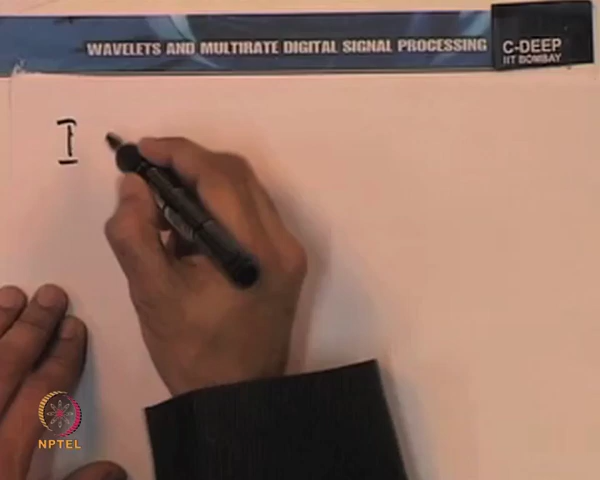 WAVELETS AND MULTIRATE DIGITAL SIGNAL PROCESSING
C-DEEP
IIT BOMBAY
I
NPTEL